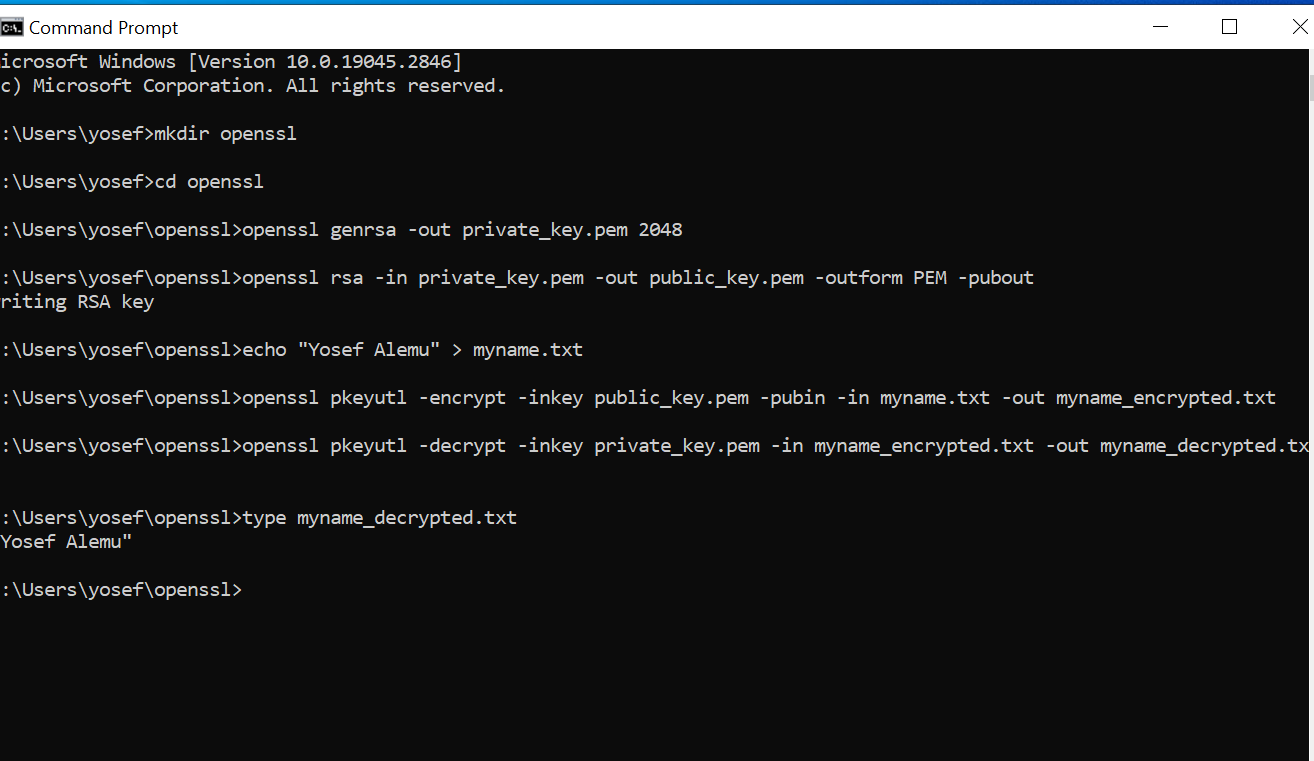 Command Prompt
icrosoft Windows [Version 10.0.19045.2846]
c) Microsoft Corporation. All rights reserved.
:\Users\yosef>mkdir openssl
:\Users\yosef>cd openssl
:\Users\yosef\openssl>openssl genrsa -out private_key.pem 2048
:\Users\yosef\openssl>openssl rsa -in private_key.pem -out public_key.pem -outform PEM -pubout
riting RSA key
:\Users\yosef\openssl>echo "Yosef Alemu" > myname.txt
:\Users\yosef\openssl>openssl pkeyutl -encrypt -inkey public_key.pem -pubin -in myname.txt -out myname_encrypted.txt
:\Users\yosef\openssl>openssl pkeyutl -decrypt -inkey private_key.pem -in myname_encrypted.txt -out myname_decrypted.tx
:\Users\yosef\openssl>type myname_decrypted.txt
Yosef Alemu"
:\Users\yosef\openssl>